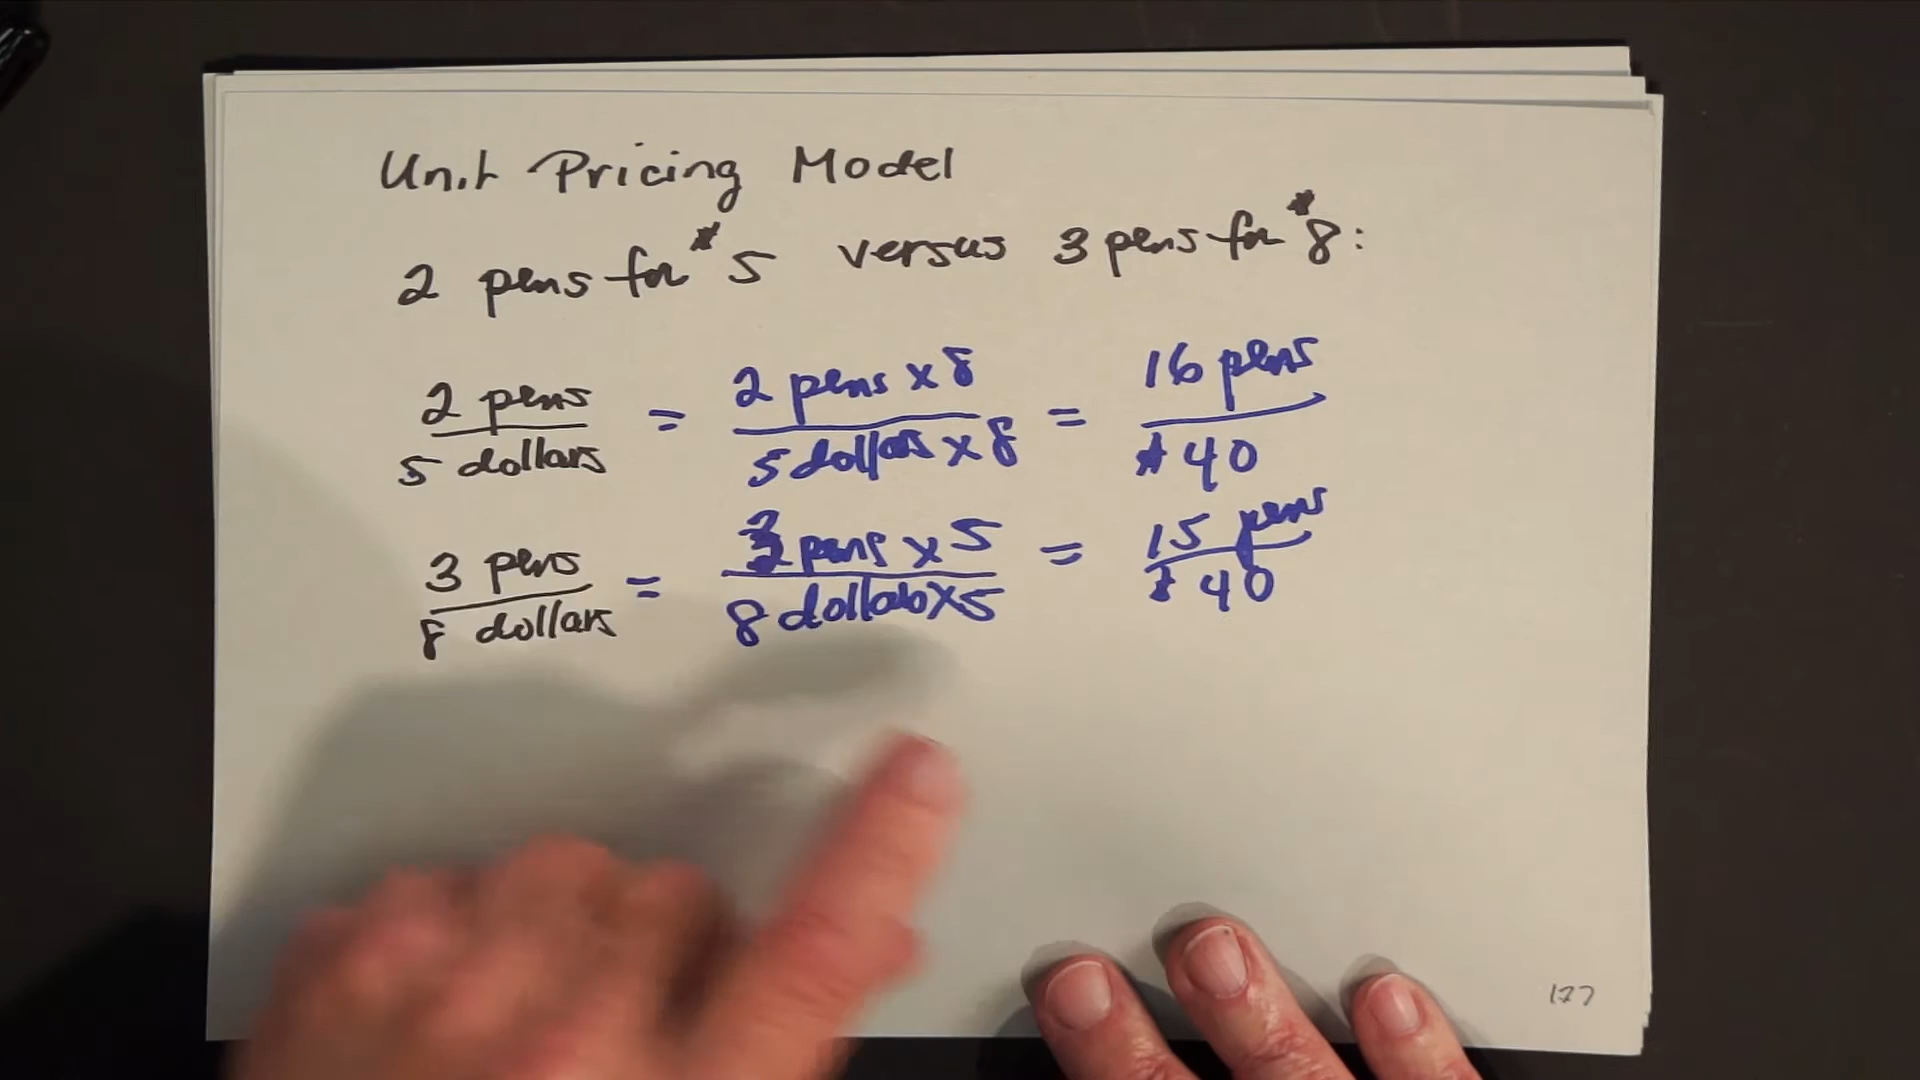 Unit Pricing Model
2 pens for $5 versus 3 pens for $8:
2 pens / 5 dollars = 2 pens x 8 / 5 dollars x 8 = 16 pens / $40
3 pens / 8 dollars = 3 pens x 5 / 8 dollars x 5 = 15 pens / $40
127